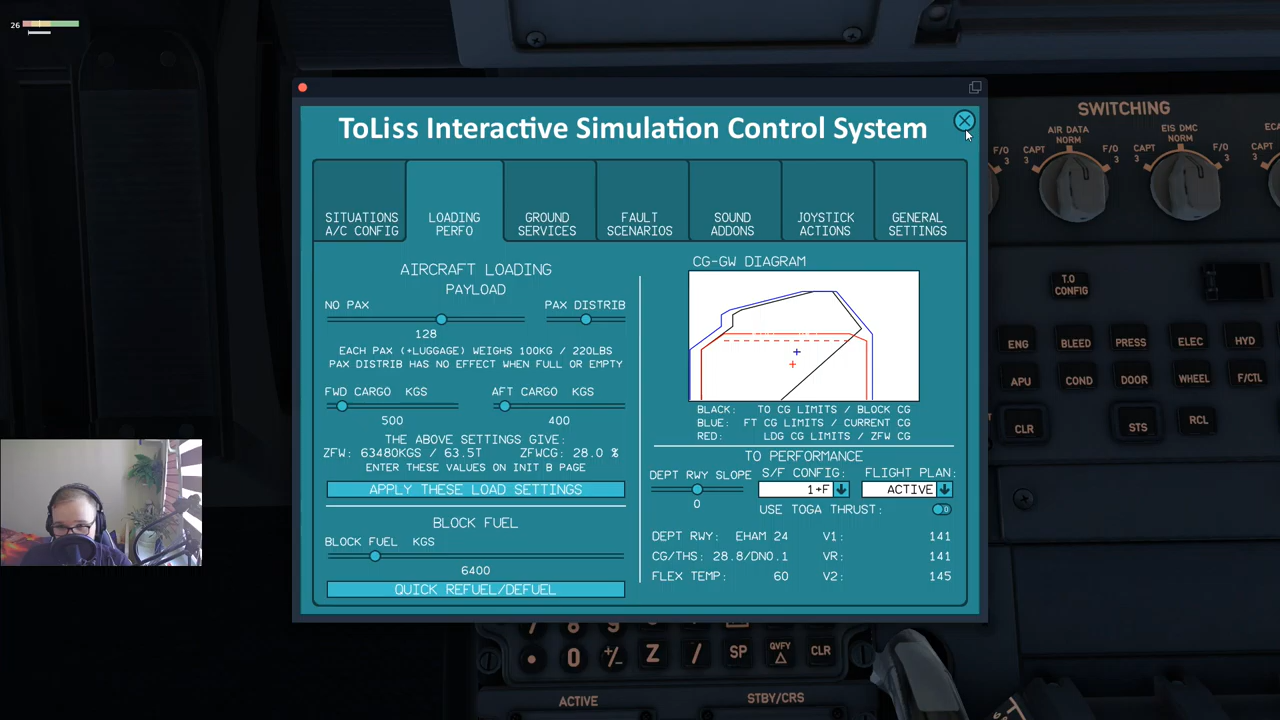 26
ToLiss Interactive Simulation Control System
SITUATIONS
A/C CONFIG
LOADING
PERFO
GROUND
SERVICES
FAULT
SCENARIOS
SOUND
ADDONS
JOYSTICK
ACTIONS
GENERAL
SETTINGS
AIRCRAFT LOADING
PAYLOAD
NO PAX
PAX DISTRIB
128
EACH PAX (+LUGGAGE) WEIGHS 100KG / 220LBS
PAX DISTRIB HAS NO EFFECT WHEN FULL OR EMPTY
FWD CARGO KGS
AFT CARGO KGS
500
400
THE ABOVE SETTINGS GIVE:
ZFW: 63480KGS / 63.5T
ZFWCG: 28.0 %
ENTER THESE VALUES ON INIT B PAGE
APPLY THESE LOAD SETTINGS
BLOCK FUEL
BLOCK FUEL KGS
6400
QUICK REFUEL/DEFUEL
CG-GW DIAGRAM
BLACK: TO CG LIMITS / BLOCK CG
BLUE: FT CG LIMITS / CURRENT CG
RED: LDG CG LIMITS / ZFW CG
TO PERFORMANCE
DEPT RWY SLOPE
S/F CONFIG:
FLIGHT PLAN:
0
1+F
ACTIVE
USE TOGA THRUST:
DEPT RWY: EHAM 24
V1: 141
CG/THS: 28.8/DN0.1
VR: 141
FLEX TEMP: 60
V2: 145
SWITCHING
AIR DATA
NORM
EIS DMC
NORM
F/O
3
CAPT
3
F/O
3
CAPT
3
F/O
3
T.O
CONFIG
ENG
BLEED
PRESS
ELEC
HYD
APU
COND
DOOR
WHEEL
F/CTL
CLR
STS
RCL
7
8
9
0
+/-
Z
/
SP
QVFY
CLR
ACTIVE
STBY/CRS